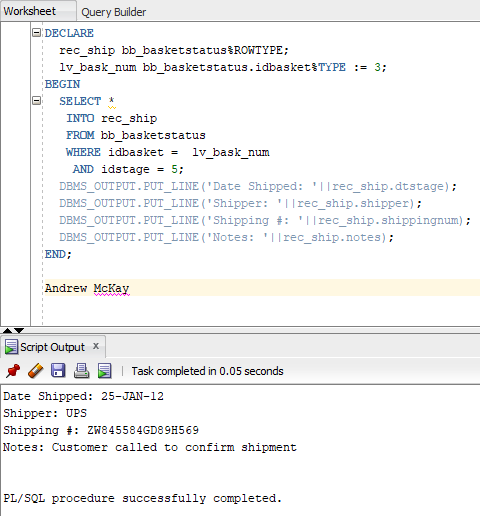 Worksheet Query Builder
DECLARE
  rec_ship bb_basketstatus%ROWTYPE;
  lv_bask_num bb_basketstatus.idbasket%TYPE := 3;
BEGIN
  SELECT *
   INTO rec_ship
   FROM bb_basketstatus
   WHERE idbasket =  lv_bask_num
    AND idstage = 5;
  DBMS_OUTPUT.PUT_LINE('Date Shipped: '||rec_ship.dtstage);
  DBMS_OUTPUT.PUT_LINE('Shipper: '||rec_ship.shipper);
  DBMS_OUTPUT.PUT_LINE('Shipping #: '||rec_ship.shippingnum);
  DBMS_OUTPUT.PUT_LINE('Notes: '||rec_ship.notes);
END;
Andrew McKay
Script Output x
Task completed in 0.05 seconds
Date Shipped: 25-JAN-12
Shipper: UPS
Shipping #: ZW845584GD89H569
Notes: Customer called to confirm shipment
PL/SQL procedure successfully completed.